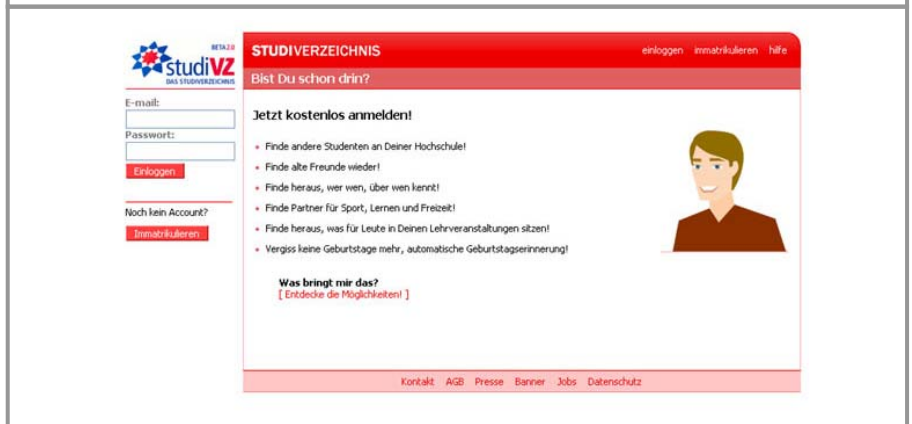 BETA 2.0
studiVZ
DAS STUDIVERZEICHNIS
E-mail:
Passwort:
Einloggen
Noch kein Account?
Immatrikulieren
STUDIVERZEICHNIS
einloggen immatrikulieren hilfe
Bist Du schon drin?
Jetzt kostenlos anmelden!
Finde andere Studenten an Deiner Hochschule!
Finde alte Freunde wieder!
Finde heraus, wer wen, über wen kennt!
Finde Partner für Sport, Lernen und Freizeit!
Finde heraus, was für Leute in Deinen Lehrveranstaltungen sitzen!
Vergiss keine Geburtstage mehr, automatische Geburtstagserinnerung!
Was bringt mir das?
[ Entdecke die Möglichkeiten! ]
Kontakt AGB Presse Banner Jobs Datenschutz